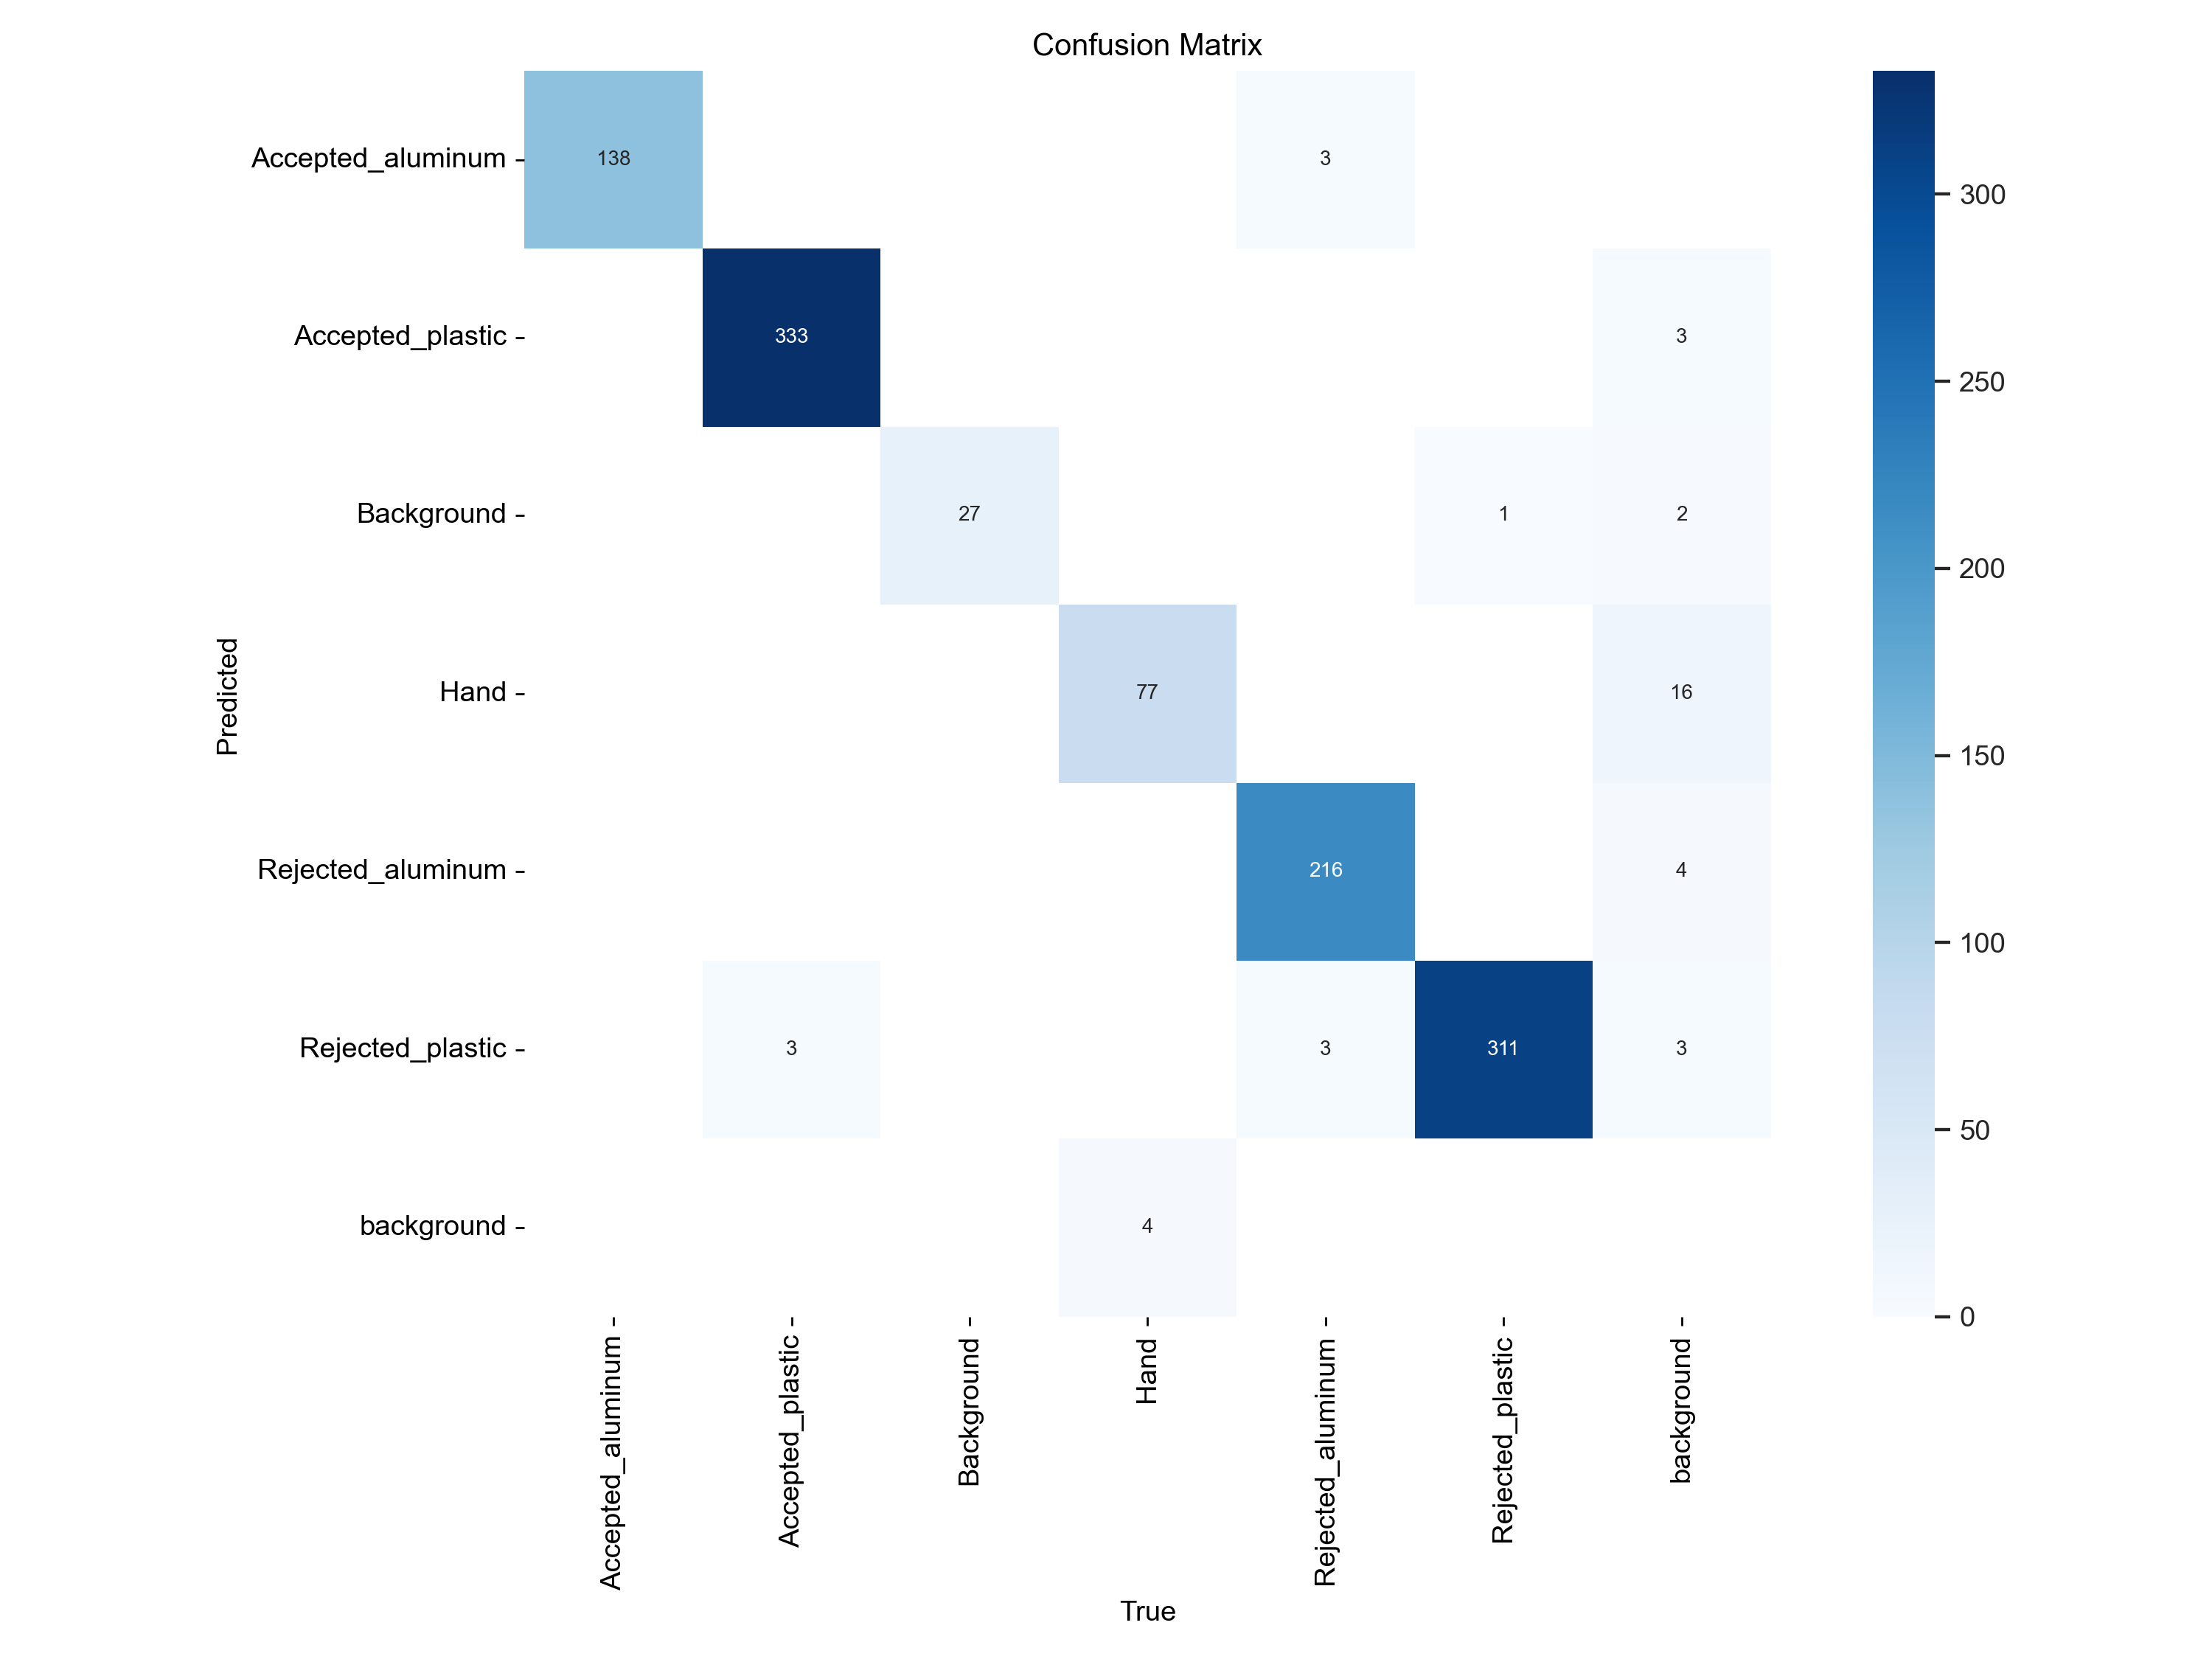 Confusion Matrix
Accepted_aluminum
138
3
Accepted_plastic
333
3
Background
27
1
2
Hand
77
16
Rejected_aluminum
216
4
Rejected_plastic
3
3
311
3
background
4
Predicted
Accepted_aluminum
Accepted_plastic
Background
Hand
Rejected_aluminum
Rejected_plastic
background
True
300
250
200
150
100
50
0